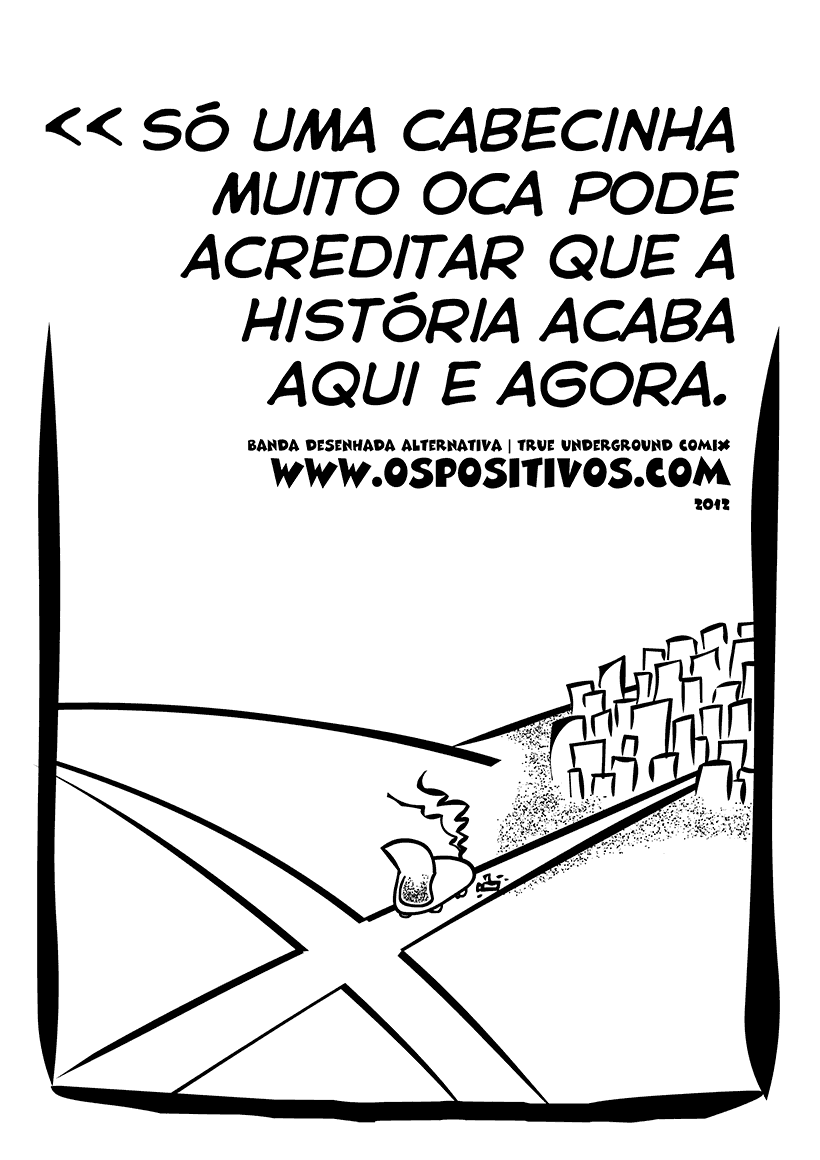 << SÓ UMA CABECINHA
MUITO OCA PODE
ACREDITAR QUE A
HISTÓRIA ACABA
AQUI E AGORA.
BANDA DESENHADA ALTERNATIVA | TRUE UNDERGROUND COMIX
WWW.OSPOSITIVOS.COM
2012